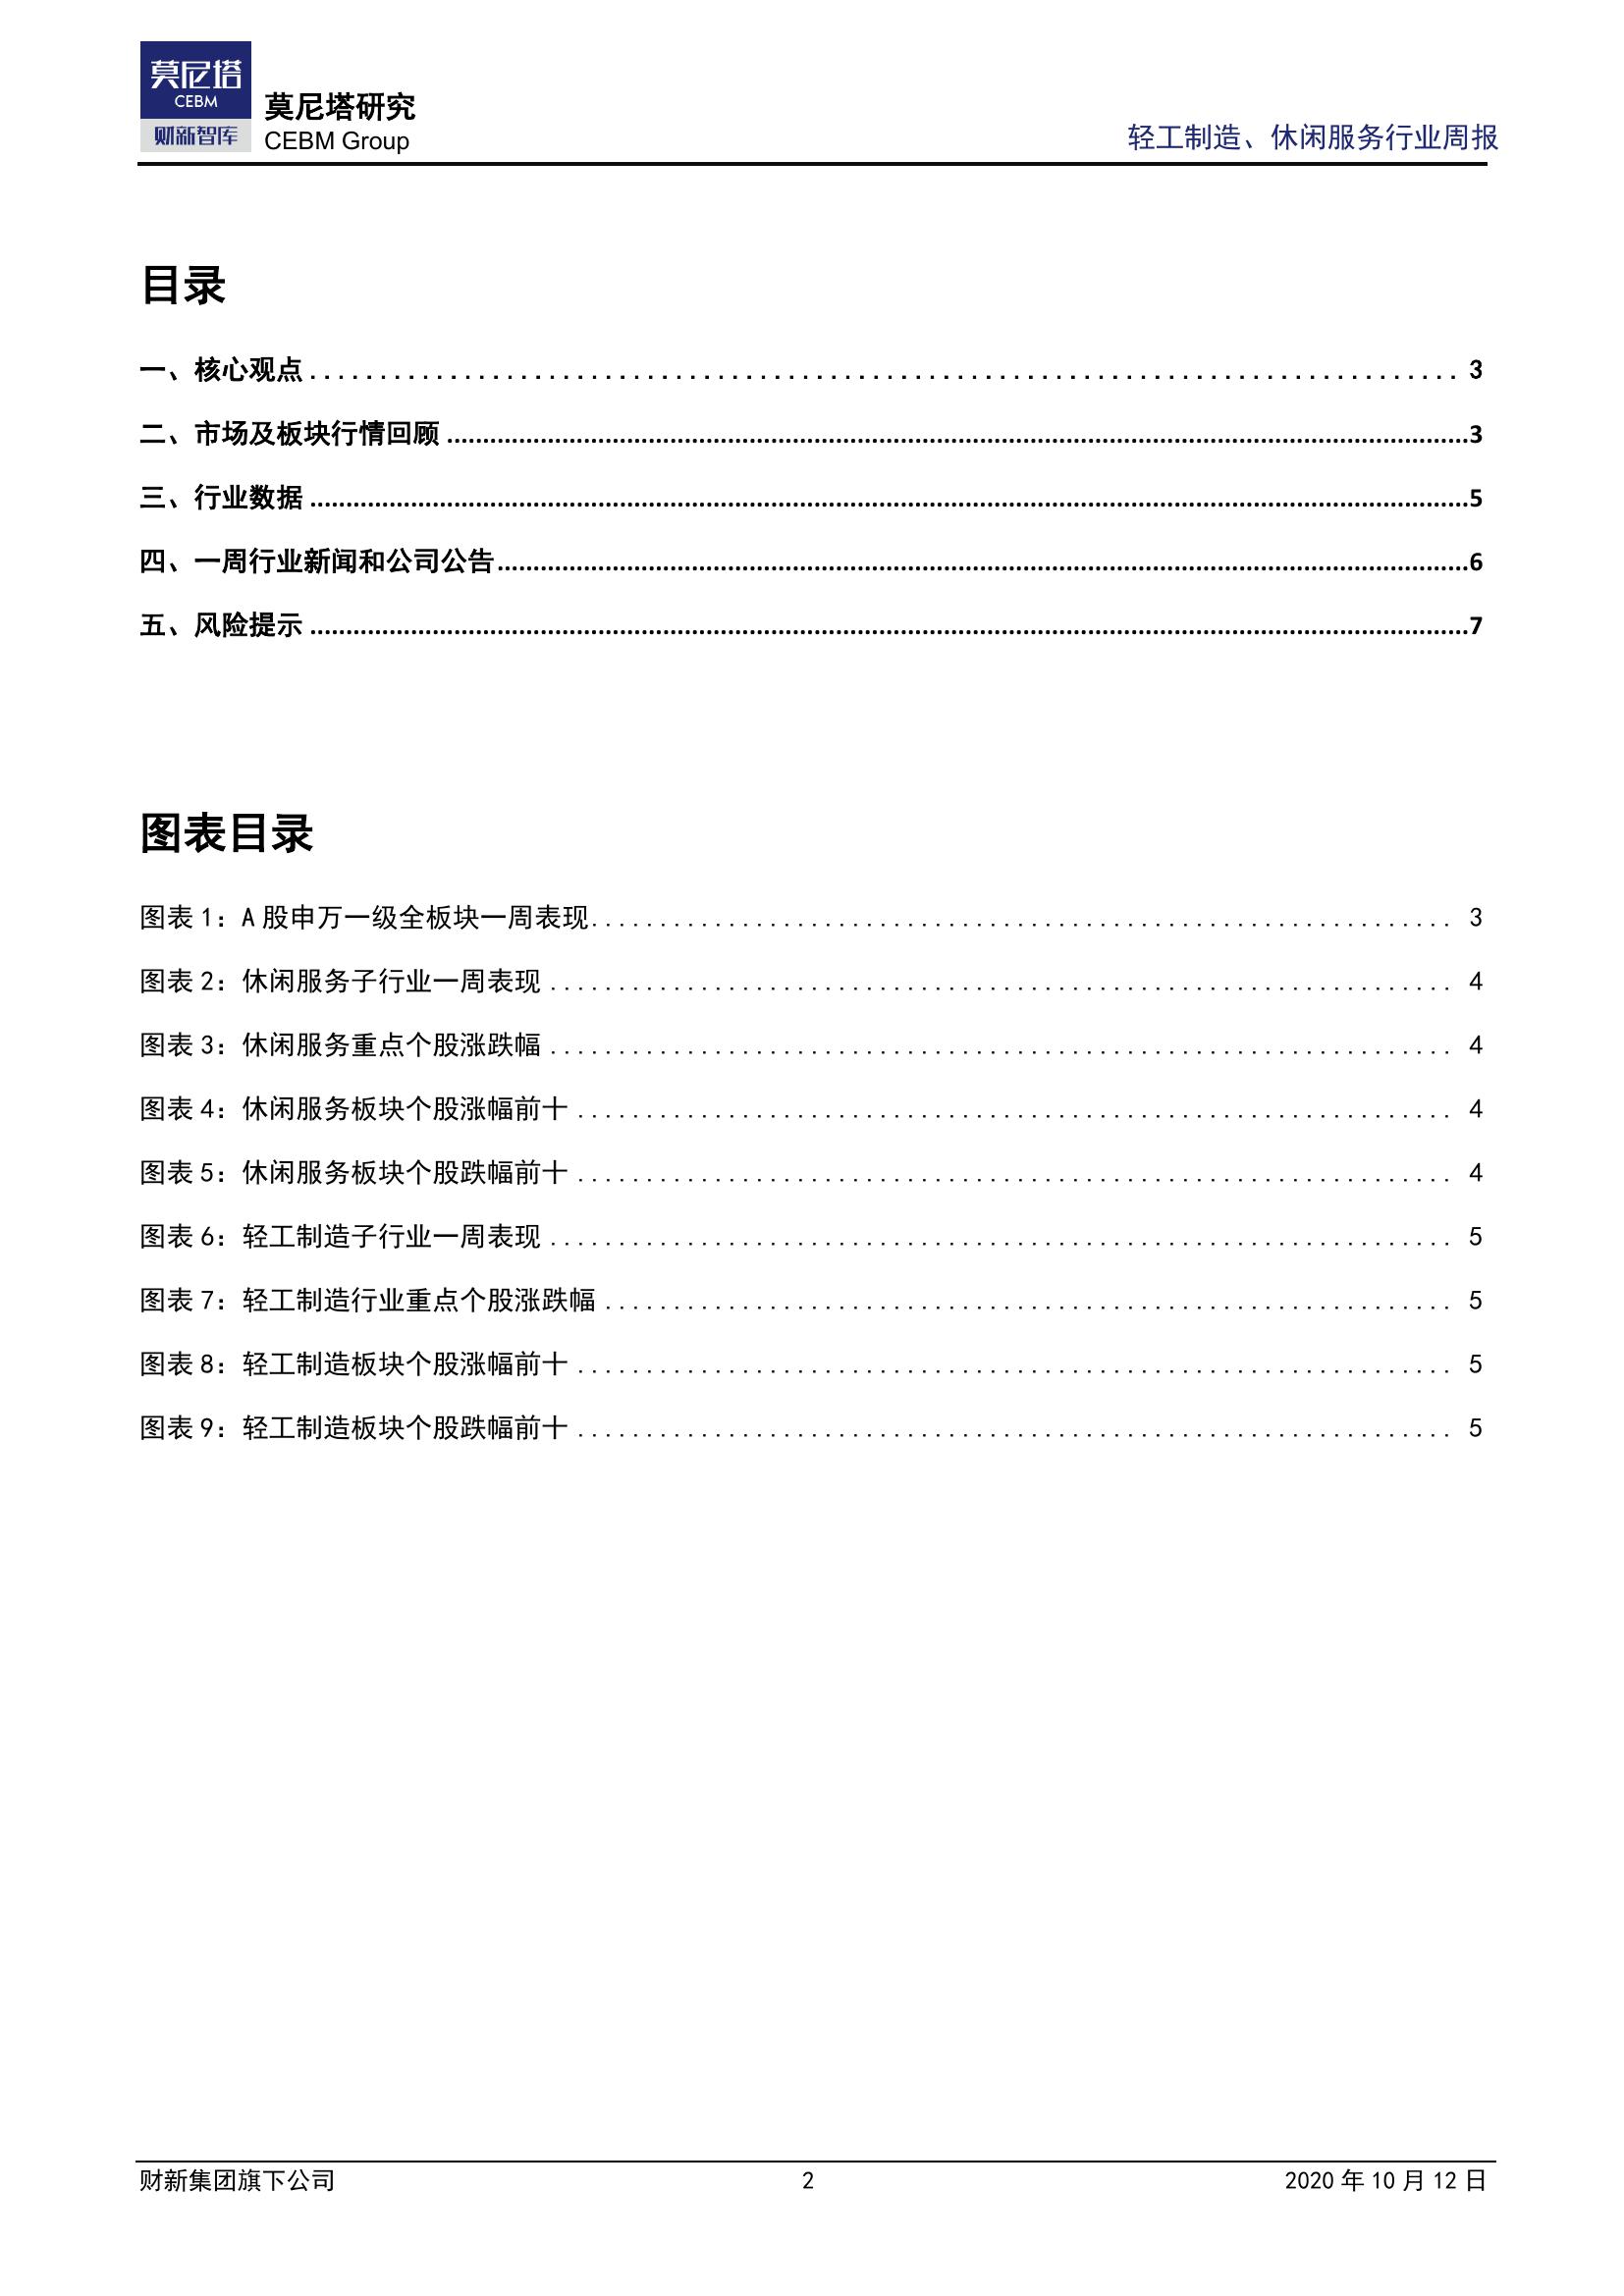 莫尼塔
CEBM
财新智库
莫尼塔研究
CEBM Group
轻工制造、休闲服务行业周报
目录
一、核心观点 ................................................................................ 3
二、市场及板块行情回顾 ................................................................................3
三、行业数据 ................................................................................5
四、一周行业新闻和公司公告................................................................................6
五、风险提示 ................................................................................7
图表目录
图表 1：A 股申万一级全板块一周表现................................................................ 3
图表 2：休闲服务子行业一周表现 ................................................................ 4
图表 3：休闲服务重点个股涨跌幅 ................................................................ 4
图表 4：休闲服务板块个股涨幅前十 ................................................................ 4
图表 5：休闲服务板块个股跌幅前十 ................................................................ 4
图表 6：轻工制造子行业一周表现 ................................................................ 5
图表 7：轻工制造行业重点个股涨跌幅 ................................................................ 5
图表 8：轻工制造板块个股涨幅前十 ................................................................ 5
图表 9：轻工制造板块个股跌幅前十 ................................................................ 5
财新集团旗下公司
2
2020 年 10 月 12 日